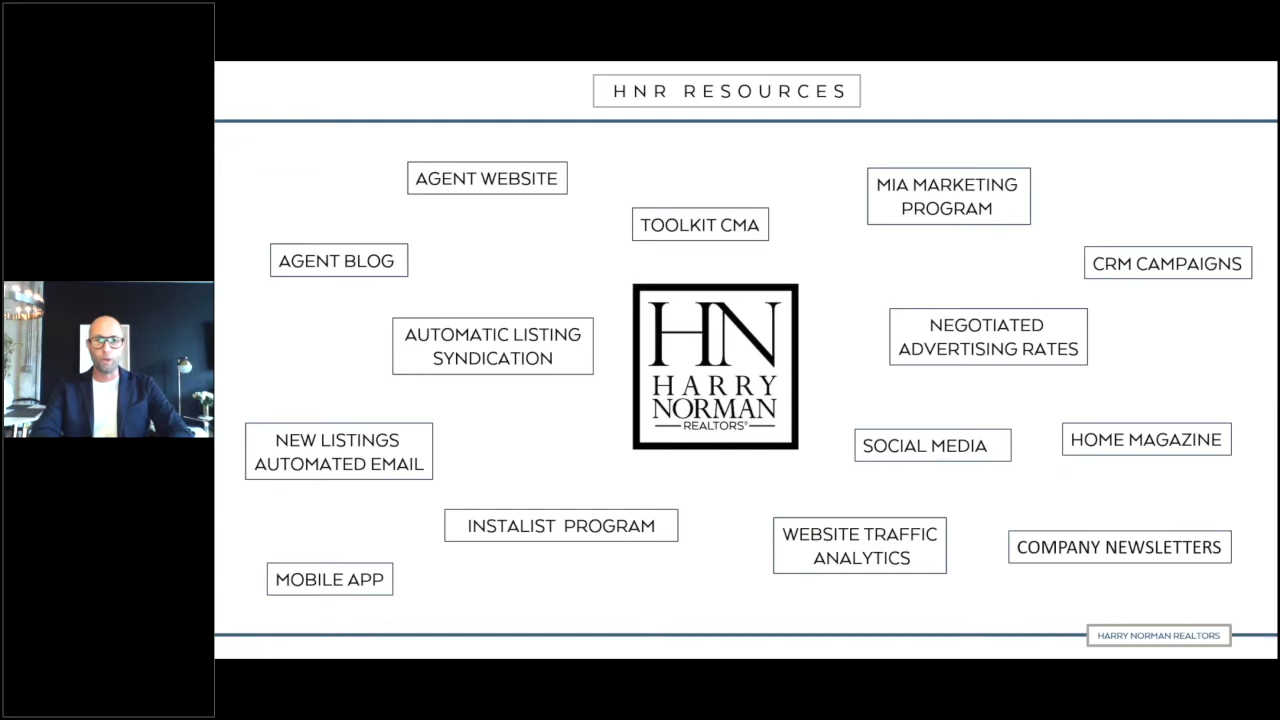 HNR RESOURCES
AGENT WEBSITE
MIA MARKETING
PROGRAM
TOOLKIT CMA
AGENT BLOG
CRM CAMPAIGNS
AUTOMATIC LISTING
SYNDICATION
HN
HARRY
NORMAN
REALTORS®
NEGOTIATED
ADVERTISING RATES
NEW LISTINGS
AUTOMATED EMAIL
SOCIAL MEDIA
HOME MAGAZINE
INSTALIST PROGRAM
WEBSITE TRAFFIC
ANALYTICS
COMPANY NEWSLETTERS
MOBILE APP
HARRY NORMAN REALTORS